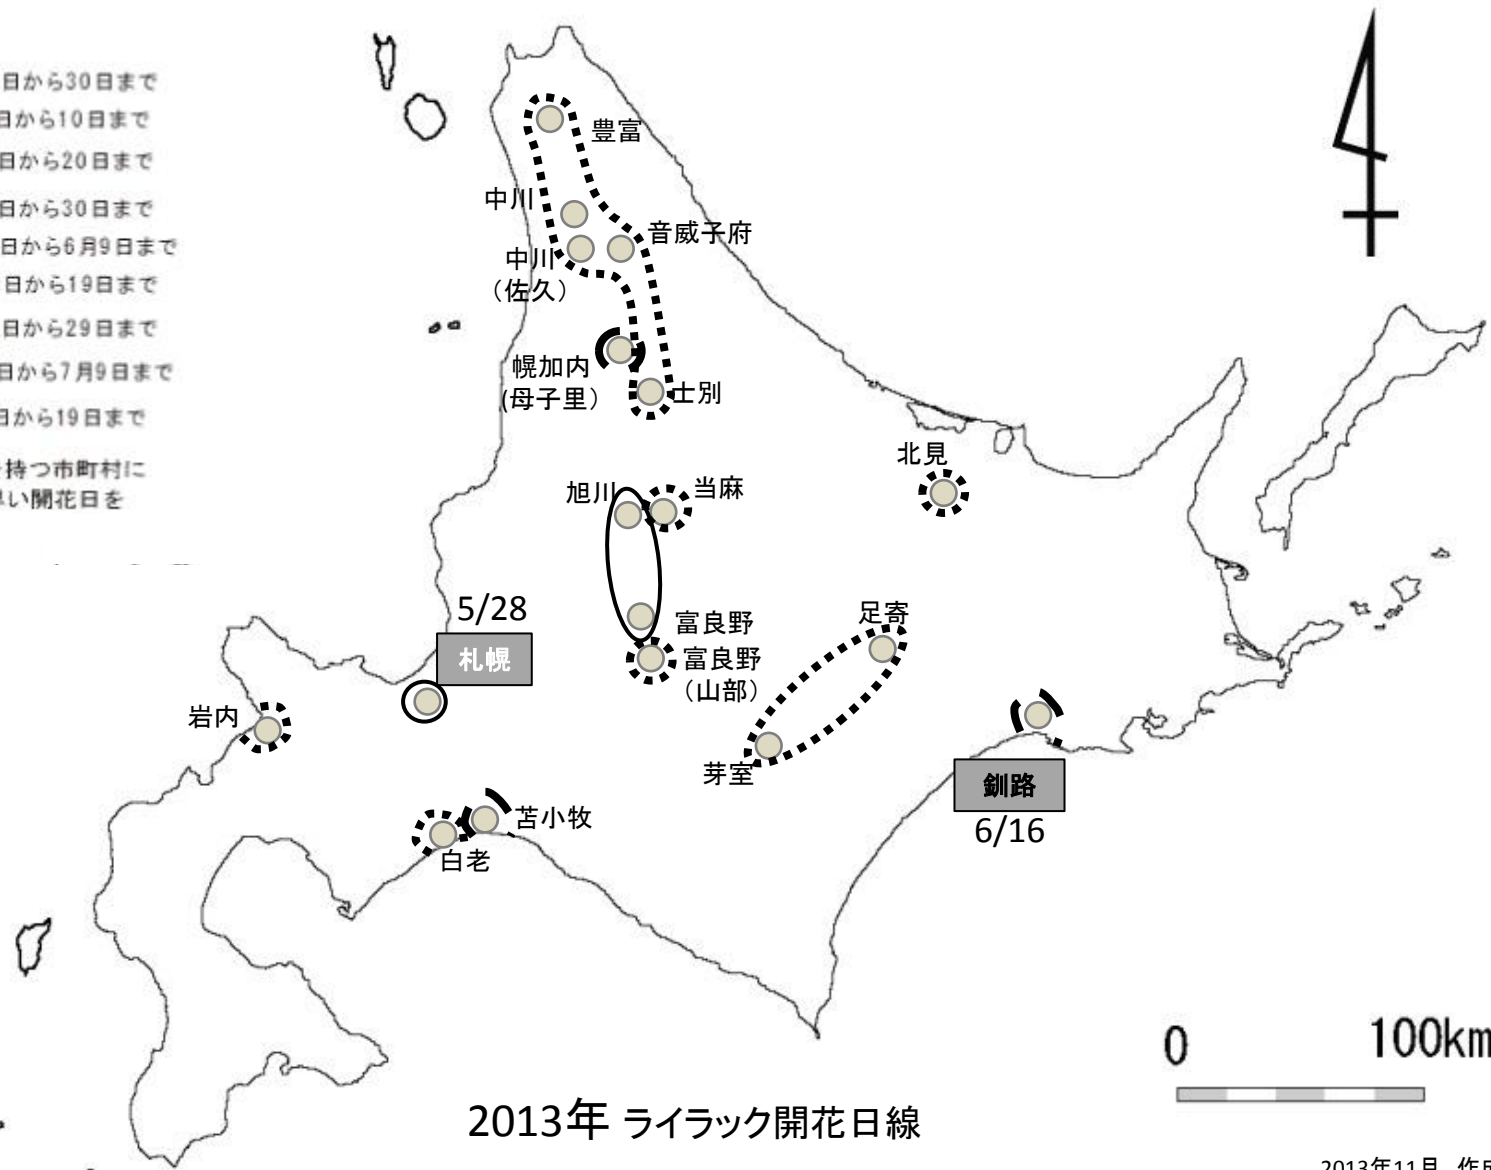 日から30日まで
日から10日まで
日から20日まで
日から30日まで
日から6月9日まで
日から19日まで
日から29日まで
日から7月9日まで
日から19日まで
持つ市町村に
い開花日を
豊富
中川
音威子府
中川
（佐久）
幌加内
(母子里）
士別
北見
旭川
当麻
5/28
札幌
富良野
富良野
（山部）
足寄
岩内
芽室
釧路
6/16
苫小牧
白老
0 100km
2013年 ライラック開花日線
2013年11月 作成